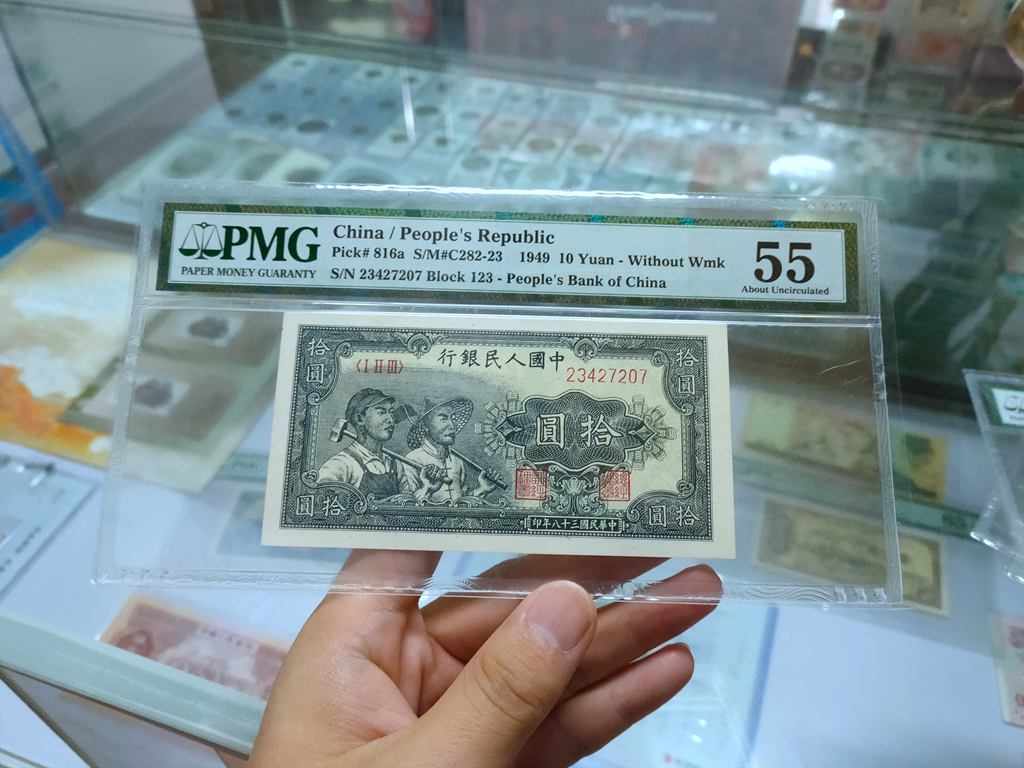 PMG
PAPER MONEY GUARANTY
China / People's Republic
Pick# 816a S/M#C282-23 1949 10 Yuan - Without Wmk
S/N 23427207 Block 123 - People's Bank of China
55
About Uncirculated
拾圓
行銀民人國中
拾圓
〈I II III〉
23427207
圓拾
圓拾
印年八十三國民華中
圓拾